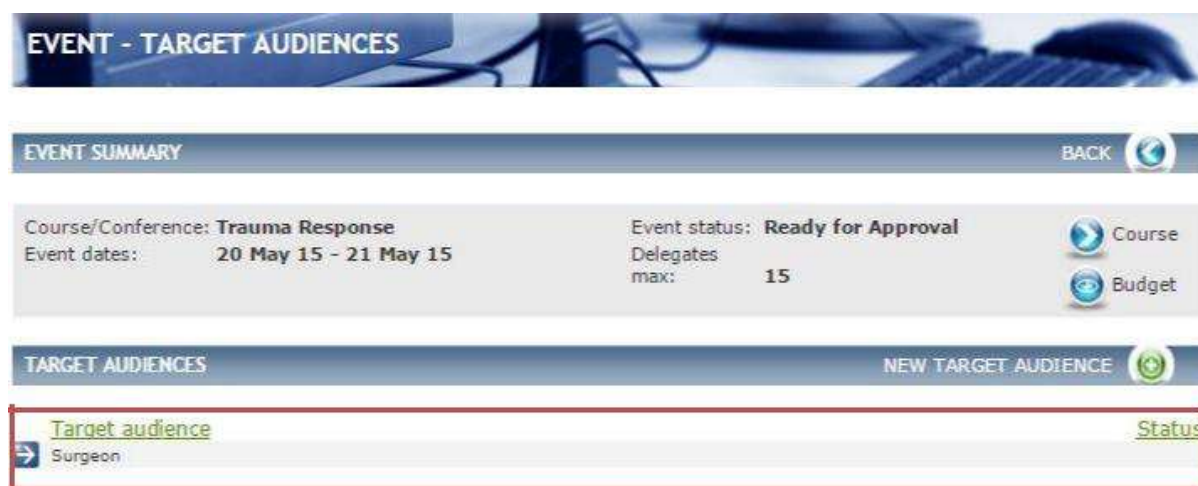 EVENT - TARGET AUDIENCES
EVENT SUMMARY BACK
Course/Conference: Trauma Response Event status: Ready for Approval Course
Event dates: 20 May 15 - 21 May 15 Delegates max: 15 Budget
TARGET AUDIENCES NEW TARGET AUDIENCE
Target audience Status
Surgeon